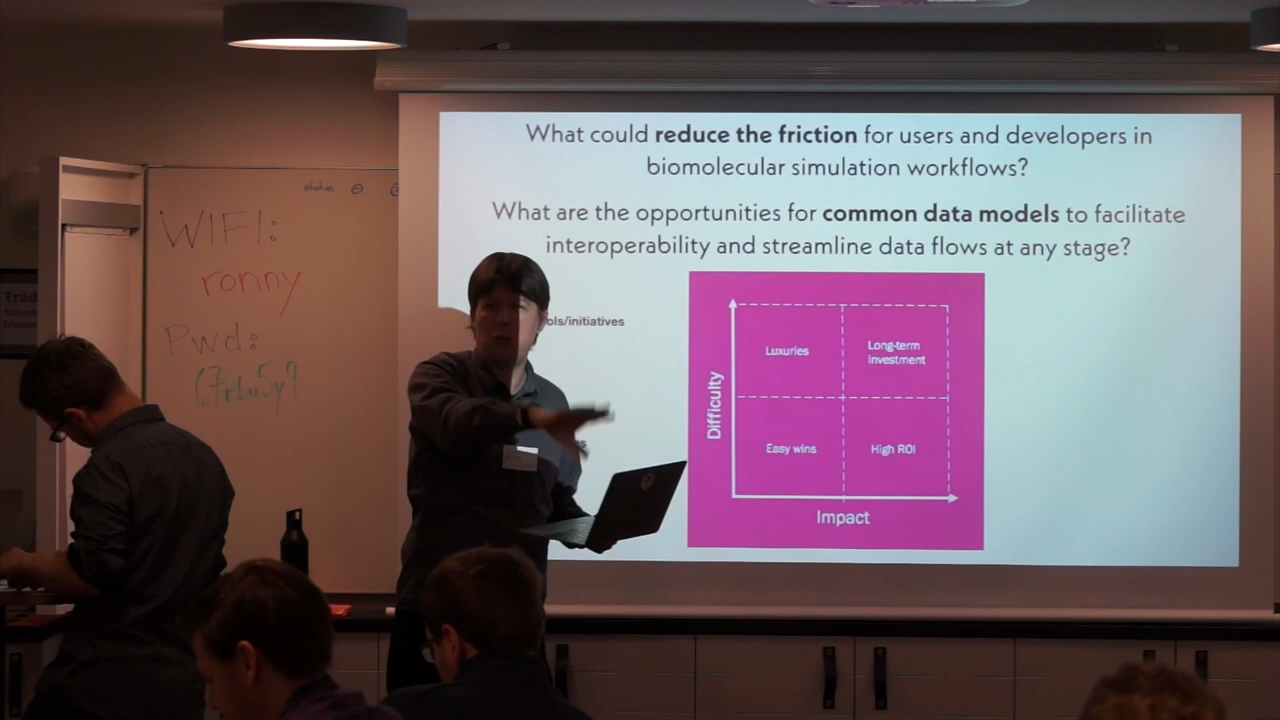 What could reduce the friction for users and developers in
biomolecular simulation workflows?
What are the opportunities for common data models to facilitate
interoperability and streamline data flows at any stage?
ols/initiatives
Difficulty
Luxuries
Long-term
investment
Easy wins
High ROI
Impact
WIFI:
ronny
Pwd: